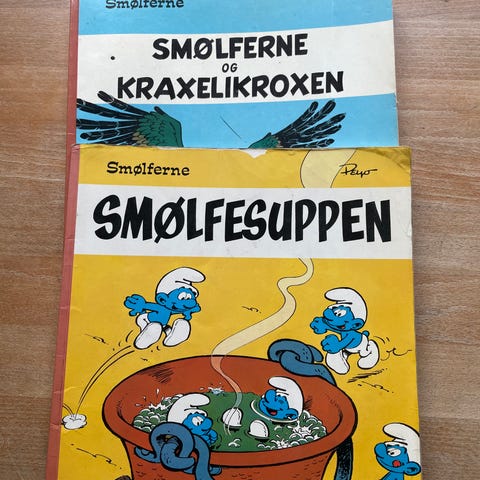 Smølferne
SMØLFERNE
OG
KRAXELIKROXEN
Smølferne
Peyo
SMØLFESUPPEN